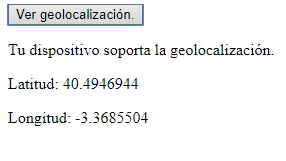 Ver geolocalización.
Tu dispositivo soporta la geolocalización.
Latitud: 40.4946944
Longitud: -3.3685504